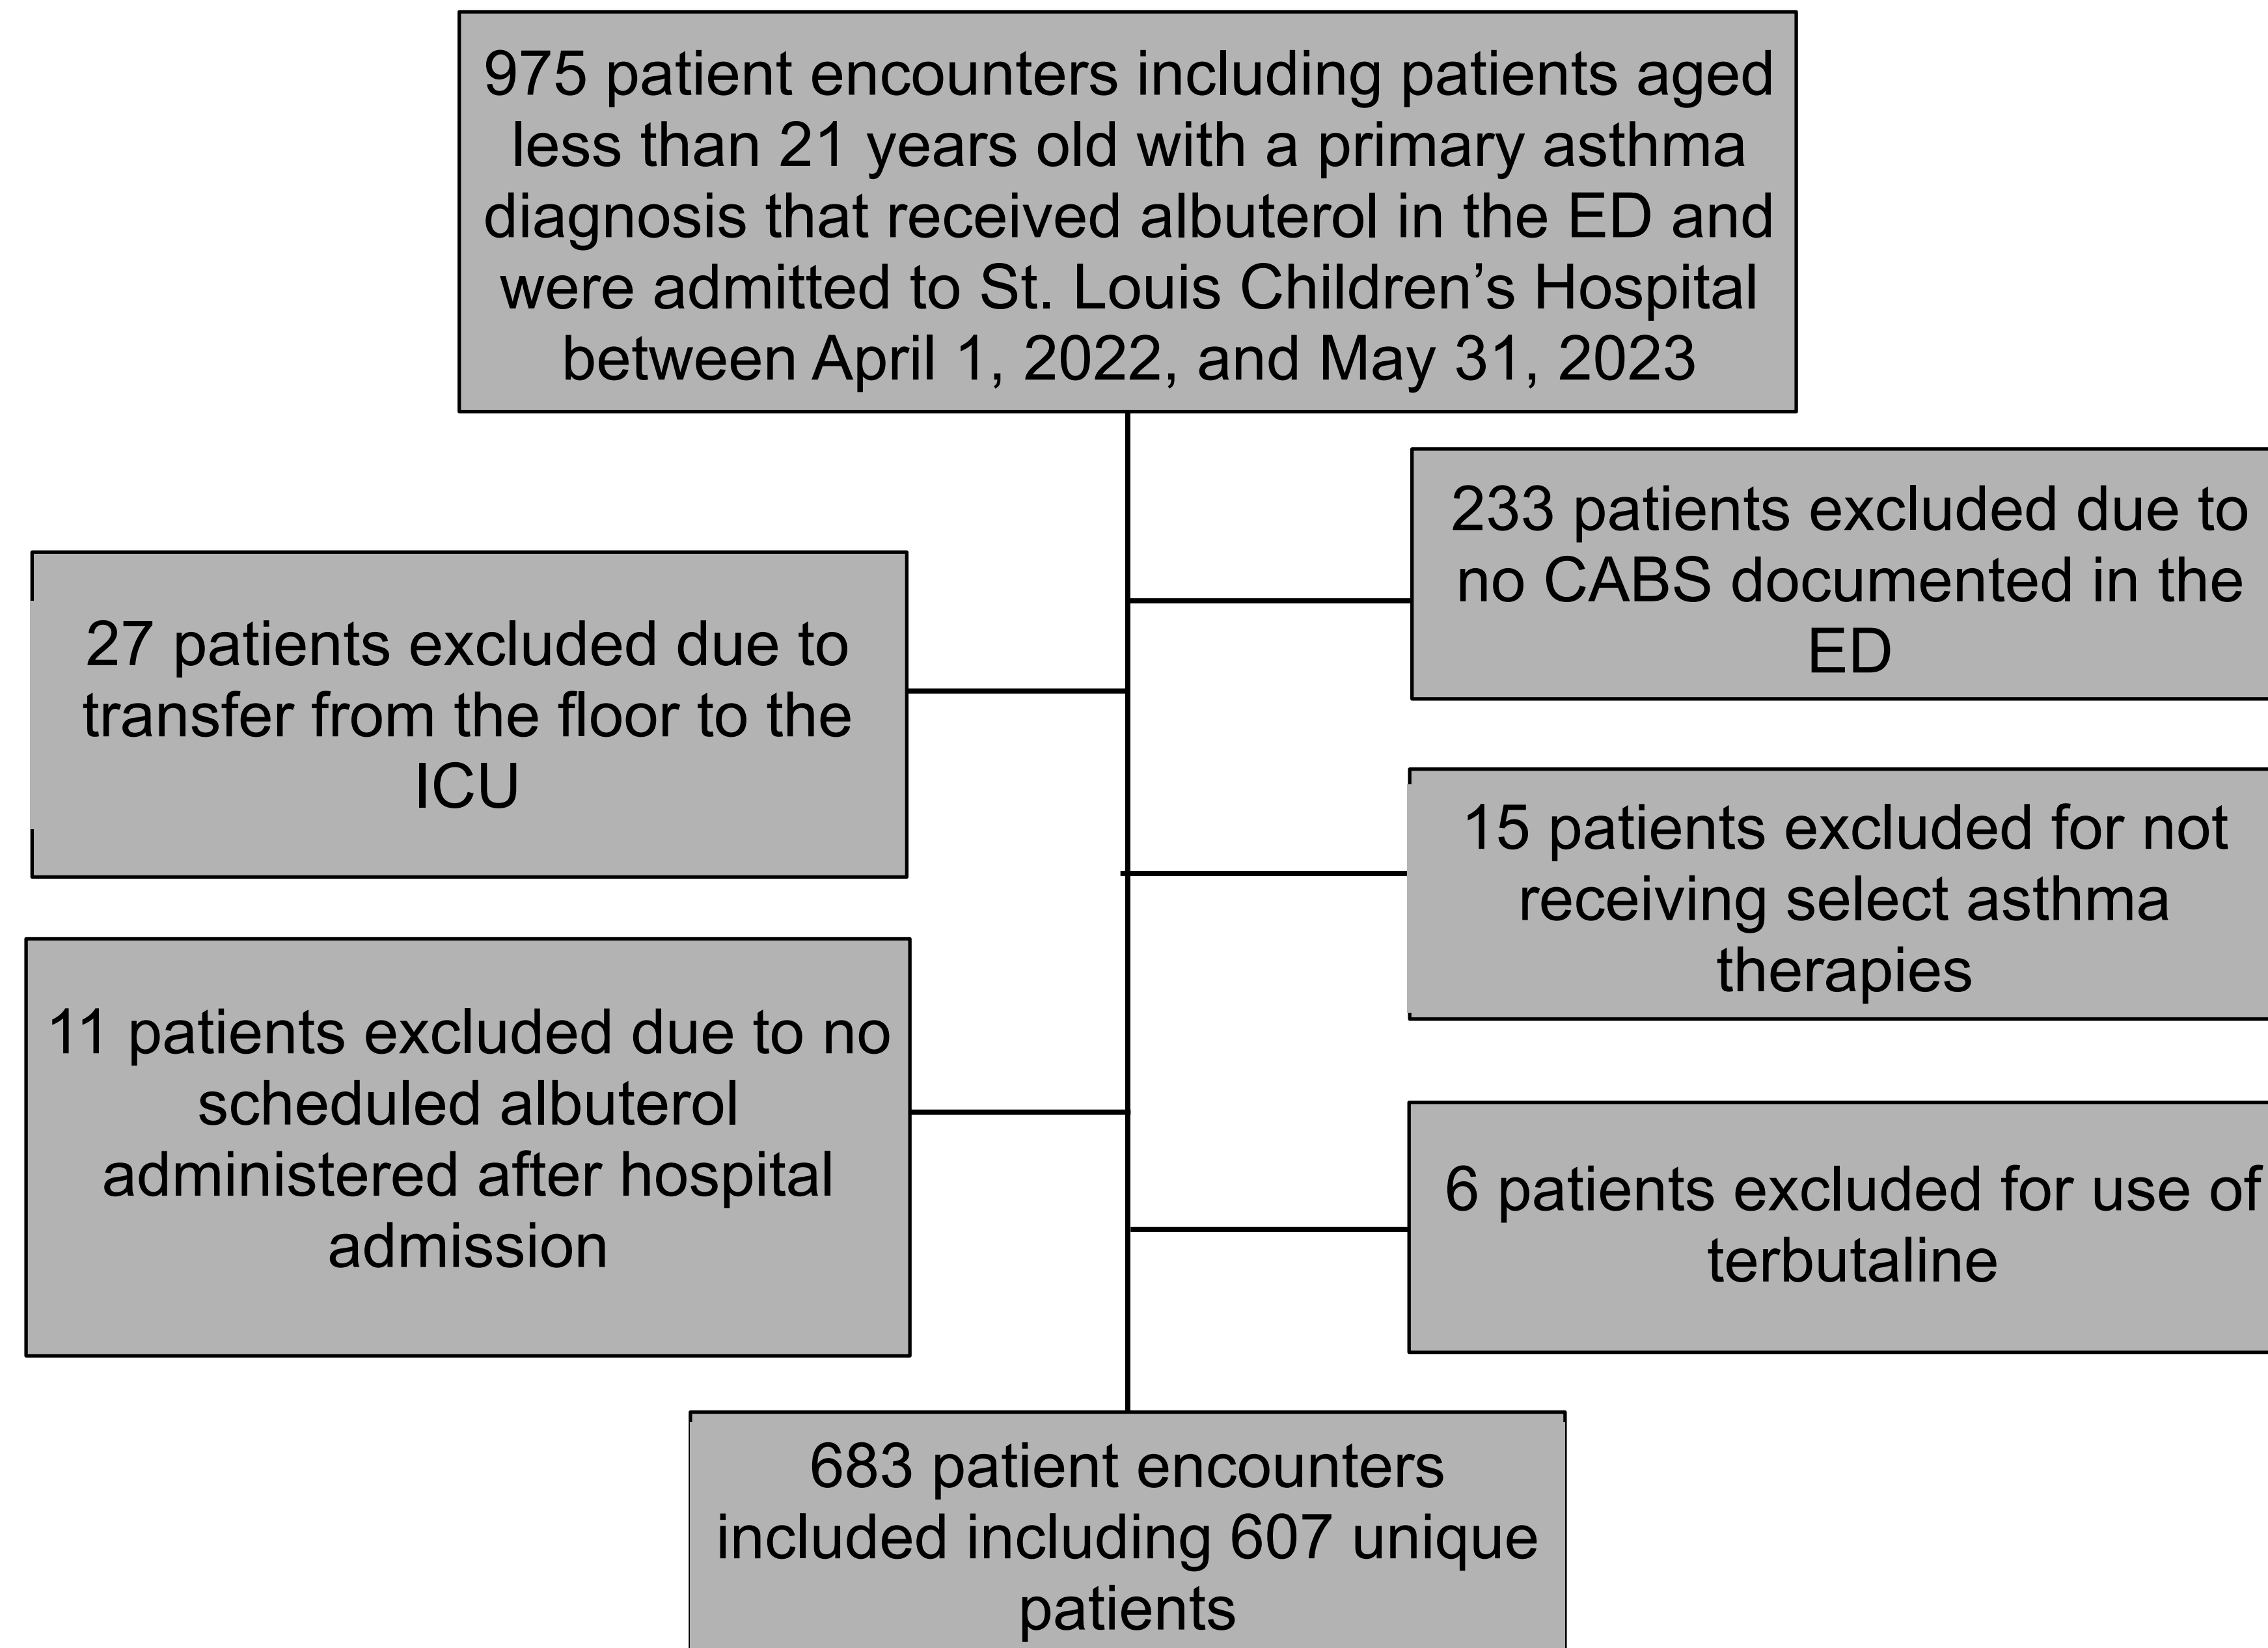 975 patient encounters including patients aged
less than 21 years old with a primary asthma
diagnosis that received albuterol in the ED and
were admitted to St. Louis Children’s Hospital
between April 1, 2022, and May 31, 2023
233 patients excluded due to
no CABS documented in the
ED
27 patients excluded due to
transfer from the floor to the
ICU
15 patients excluded for not
receiving select asthma
therapies
11 patients excluded due to no
scheduled albuterol
administered after hospital
admission
6 patients excluded for use of
terbutaline
683 patient encounters
included including 607 unique
patients